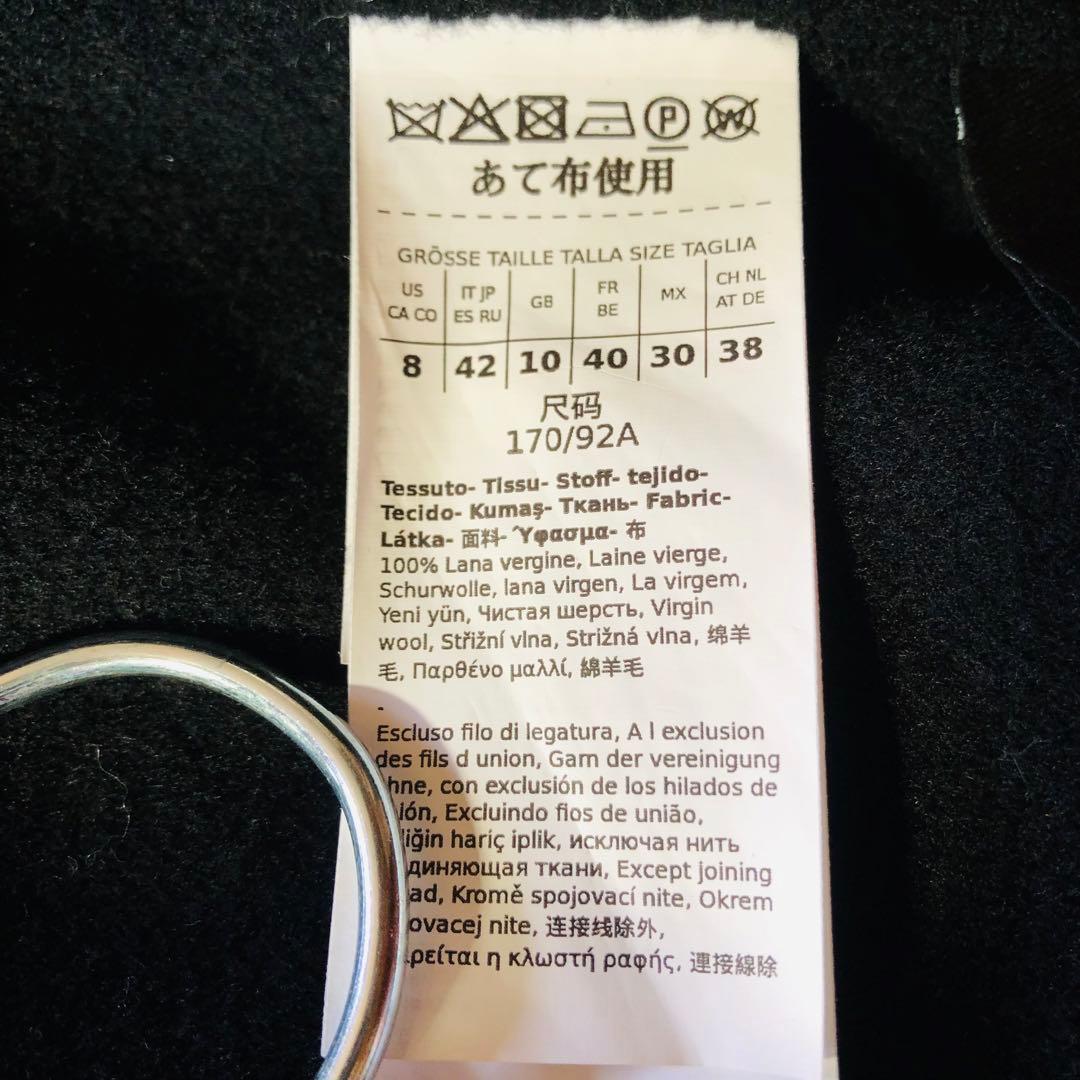 P W
あて布使用
GRÖSSE TAILLE TALLA SIZE TAGLIA
US CA CO IT JP ES RU GB FR BE MX CH NL AT DE
8 42 10 40 30 38
尺码
170/92A
Tessuto- Tissu- Stoff- tejido-
Tecido- Kumaş- Ткань- Fabric-
Látka- 面料- Ύφασμα- 布
100% Lana vergine, Laine vierge,
Schurwolle, lana virgen, La virgem,
Yeni yün, Чистая шерсть, Virgin
wool, Střižní vlna, Strižná vlna, 绵羊
毛, Παρθένο μαλλί, 綿羊毛
-
Escluso filo di legatura, A l exclusion
des fils d union, Garn der vereinigung
hne, con exclusión de los hilados de
ión, Excluindo fios de união,
iğin hariç iplik, исключая нить
диняющая ткани, Except joining
ad, Kromě spojovací nite, Okrem
ovacej nite, 连接线除外,
ρείται η κλωστή ραφής, 連接線除